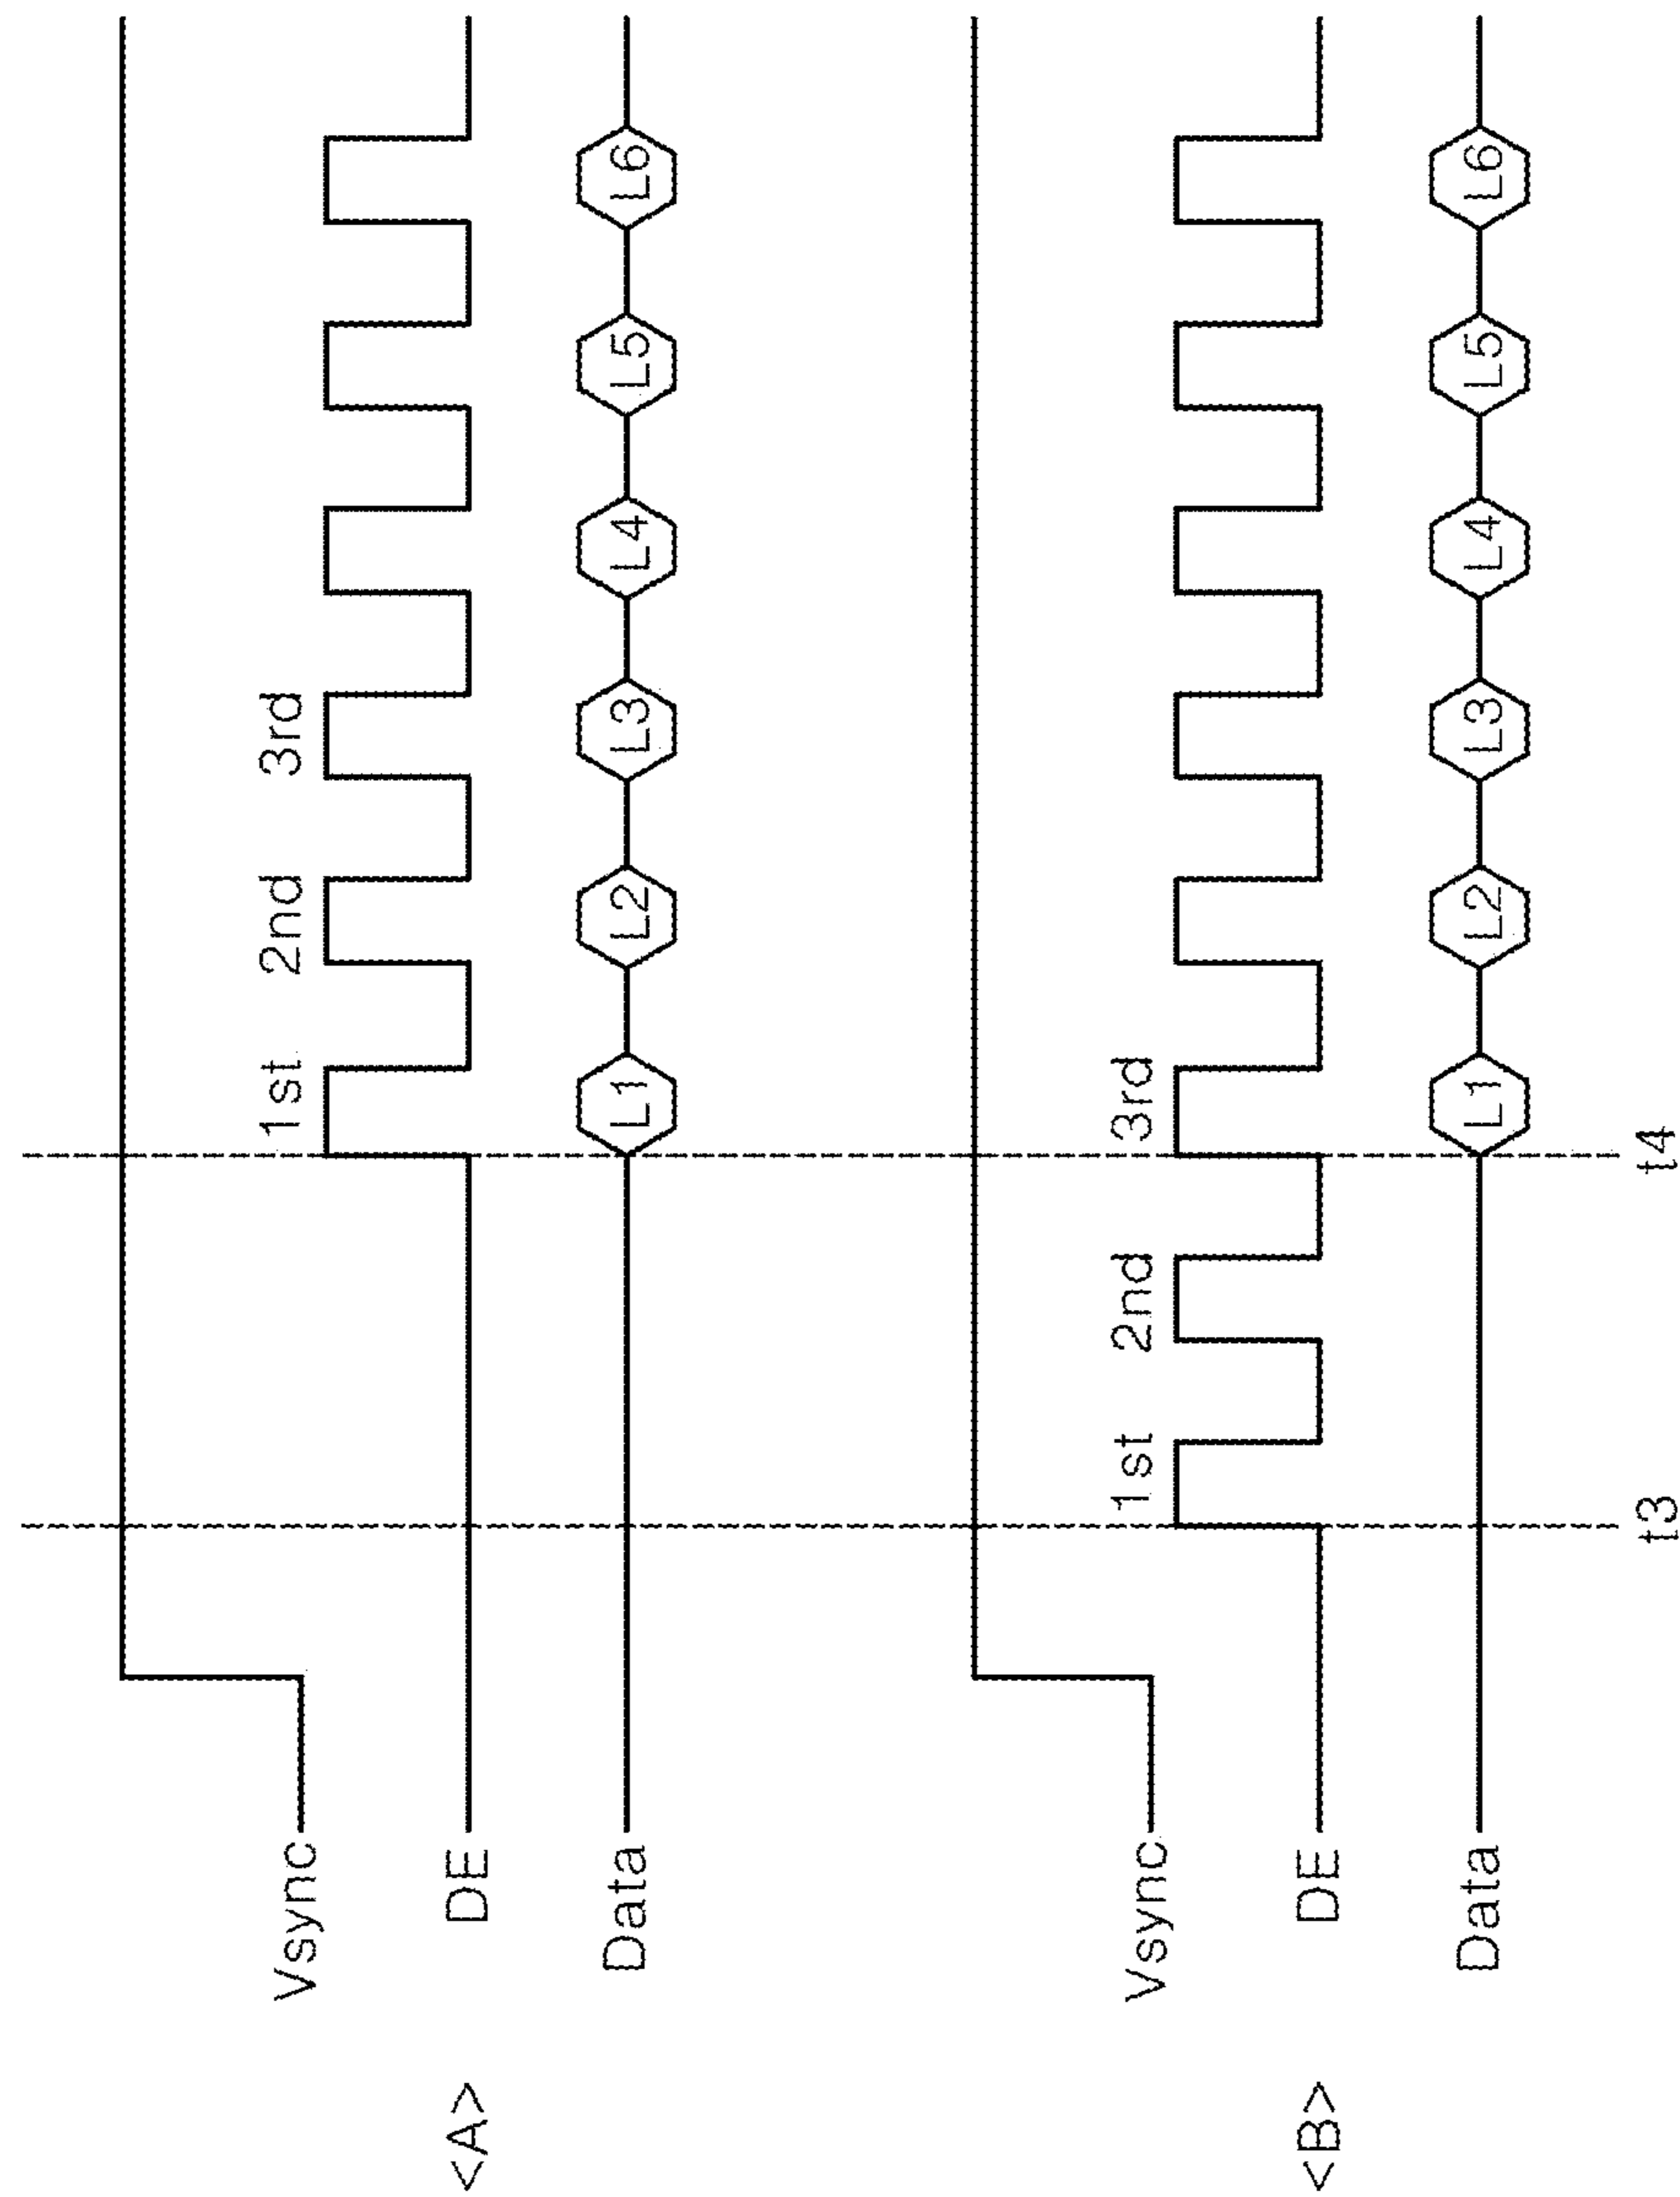 <A>
Vsync
DE
1st 2nd 3rd
Data
L1 L2 L3 L4 L5 L6
<B>
Vsync
DE
1st 2nd 3rd
Data
L1 L2 L3 L4 L5 L6
t3 t4